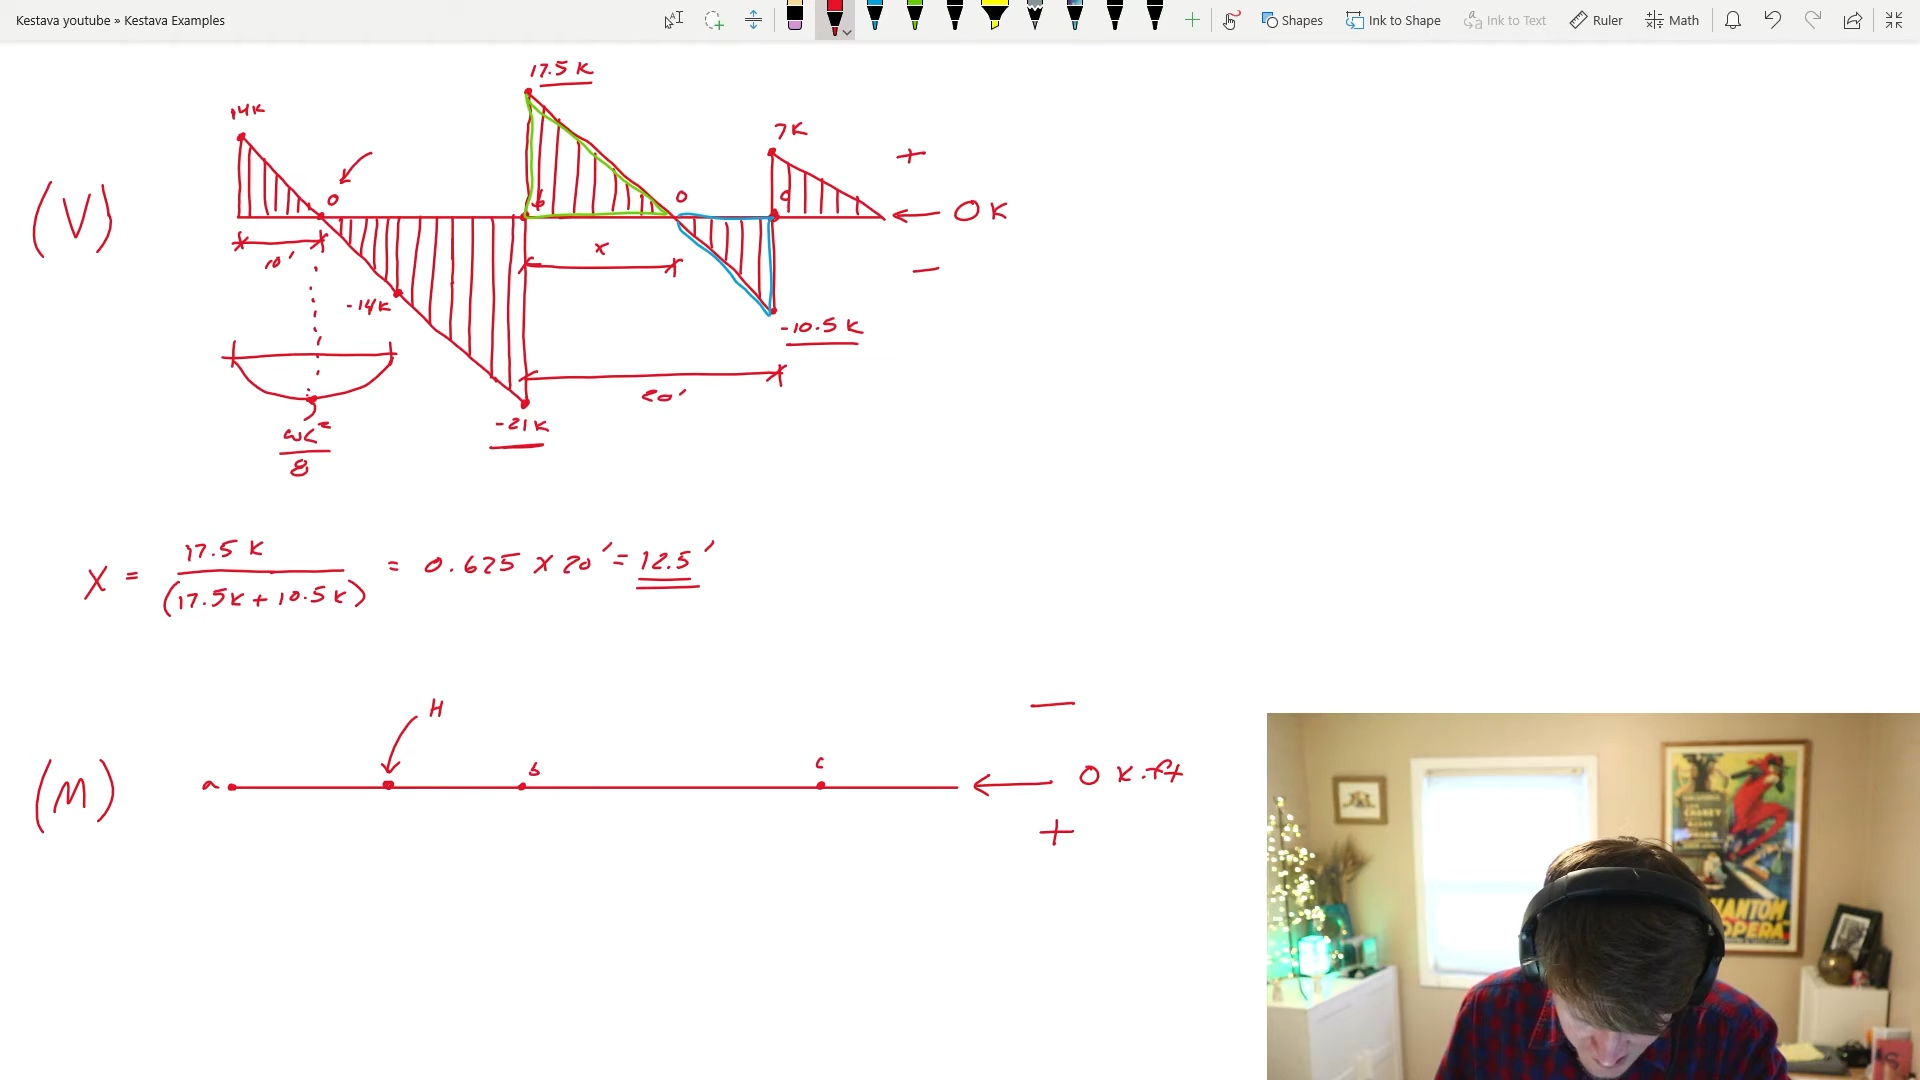 Kestava youtube » Kestava Examples
Shapes
Ink to Shape
Ink to Text
Ruler
Math
17.5 K
14K
7K
+
(V)
0
b
0
c
0 K
10'
x
−
-14K
-10.5 K
20'
-21K
wL²
8
X = 17.5 K / (17.5K + 10.5K) = 0.625 x 20' = 12.5'
H
−
(M)
a
b
c
0 K.ft
+
PHANTOM
OPERA